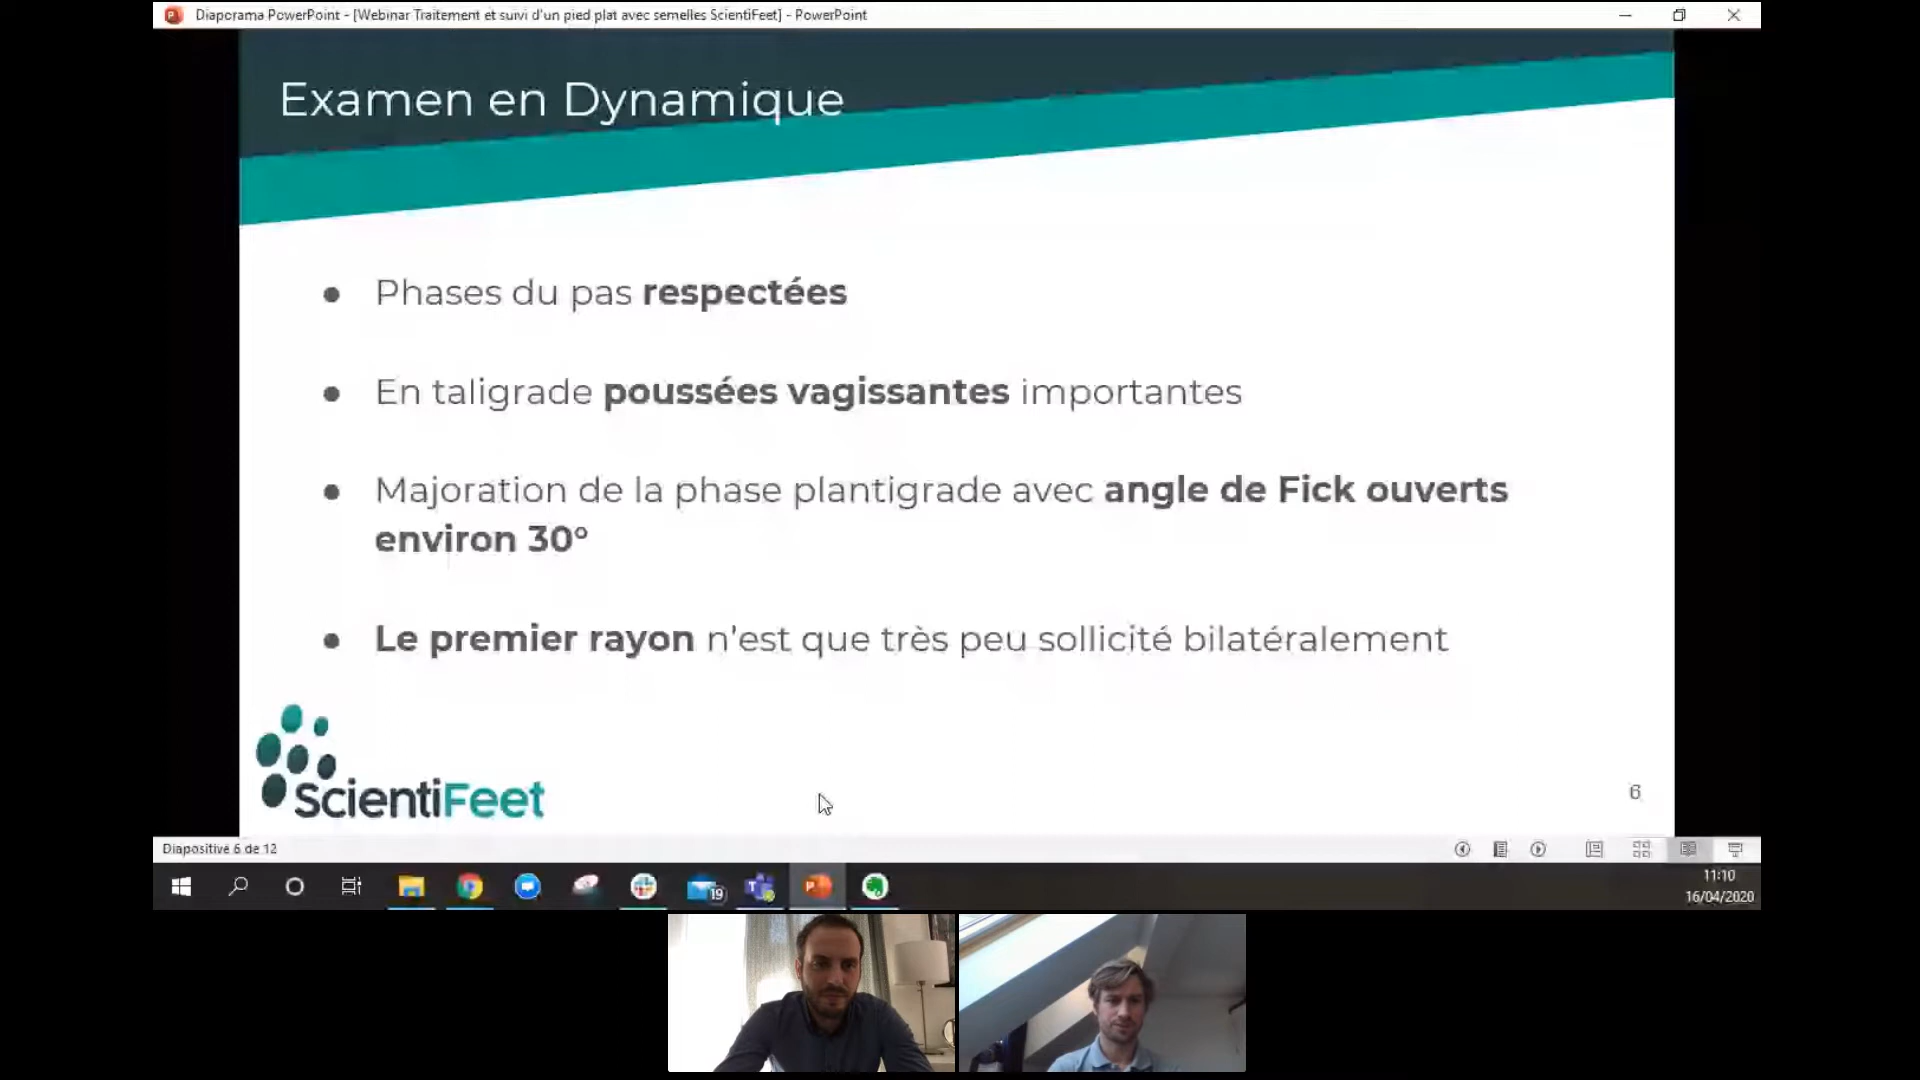 Diaporama PowerPoint - [Webinar Traitement et suivi d'un pied plat avec semelles ScientiFeet] - PowerPoint
Examen en Dynamique
Phases du pas respectées
En taligrade poussées vagissantes importantes
Majoration de la phase plantigrade avec angle de Fick ouverts
environ 30°
Le premier rayon n'est que très peu sollicité bilatéralement
ScientiFeet
6
Diapositive 6 de 12
19
11:10
16/04/2020